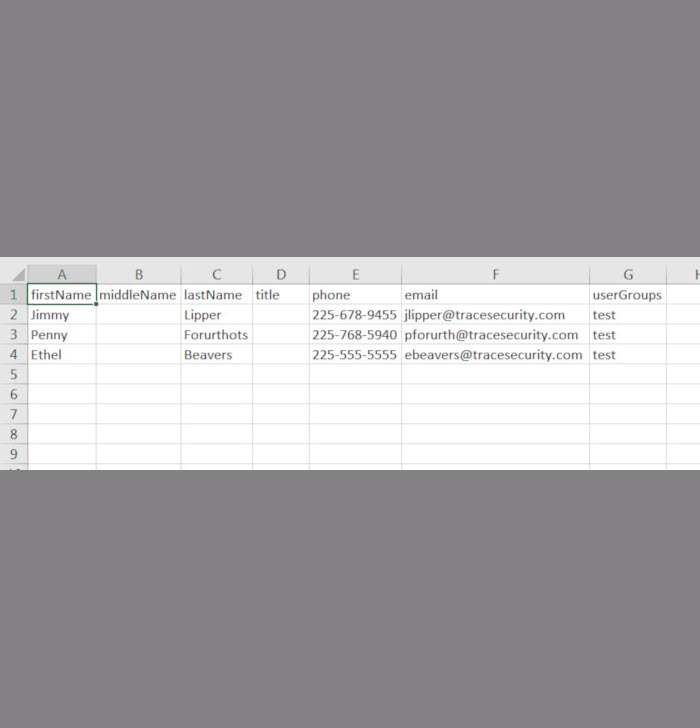 A B C D E F G
1 firstName middleName lastName title phone email userGroups
2 Jimmy Lipper 225-678-9455 jlipper@tracesecurity.com test
3 Penny Forurthots 225-768-5940 pforurth@tracesecurity.com test
4 Ethel Beavers 225-555-5555 ebeavers@tracesecurity.com test
5
6
7
8
9